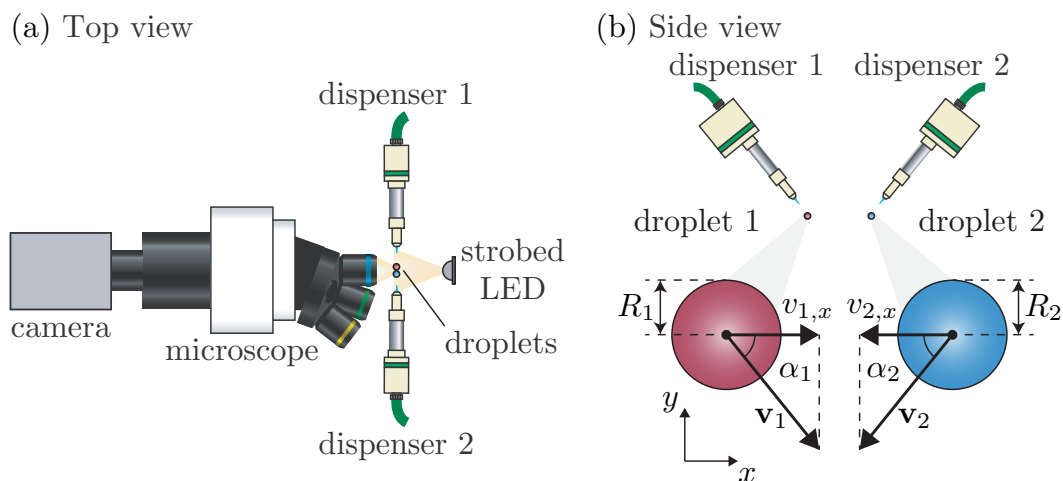 (a) Top view
dispenser 1
strobed
LED
camera
microscope
droplets
dispenser 2
(b) Side view
dispenser 1
dispenser 2
droplet 1
droplet 2
R₁
v₁,ₓ
v₂,ₓ
R₂
α₁
α₂
y
v₁
v₂
x